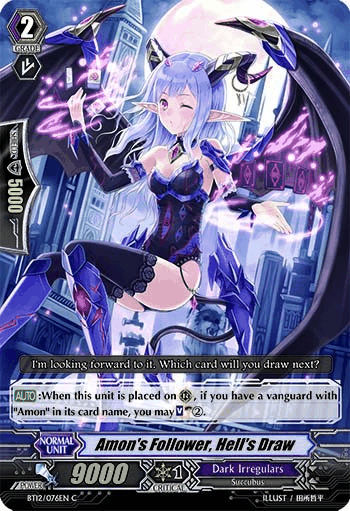 2
GRADE
5000
SHIELD
I'm looking forward to it. Which card will you draw next?
AUTO :When this unit is placed on R, if you have a vanguard with
"Amon" in its card name, you may V ②.
NORMAL
UNIT
Amon's Follower, Hell's Draw
POWER 9000
1
CRITICAL
Dark Irregulars
Succubus
BT12/076EN C
ILLUST / 田所哲平